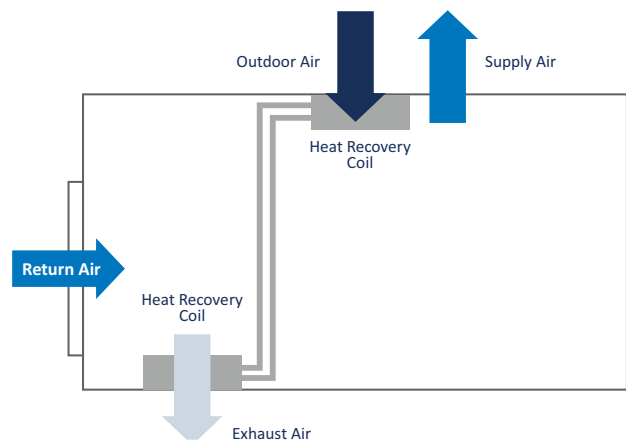 Outdoor Air
Supply Air
Heat Recovery
Coil
Return Air
Heat Recovery
Coil
Exhaust Air